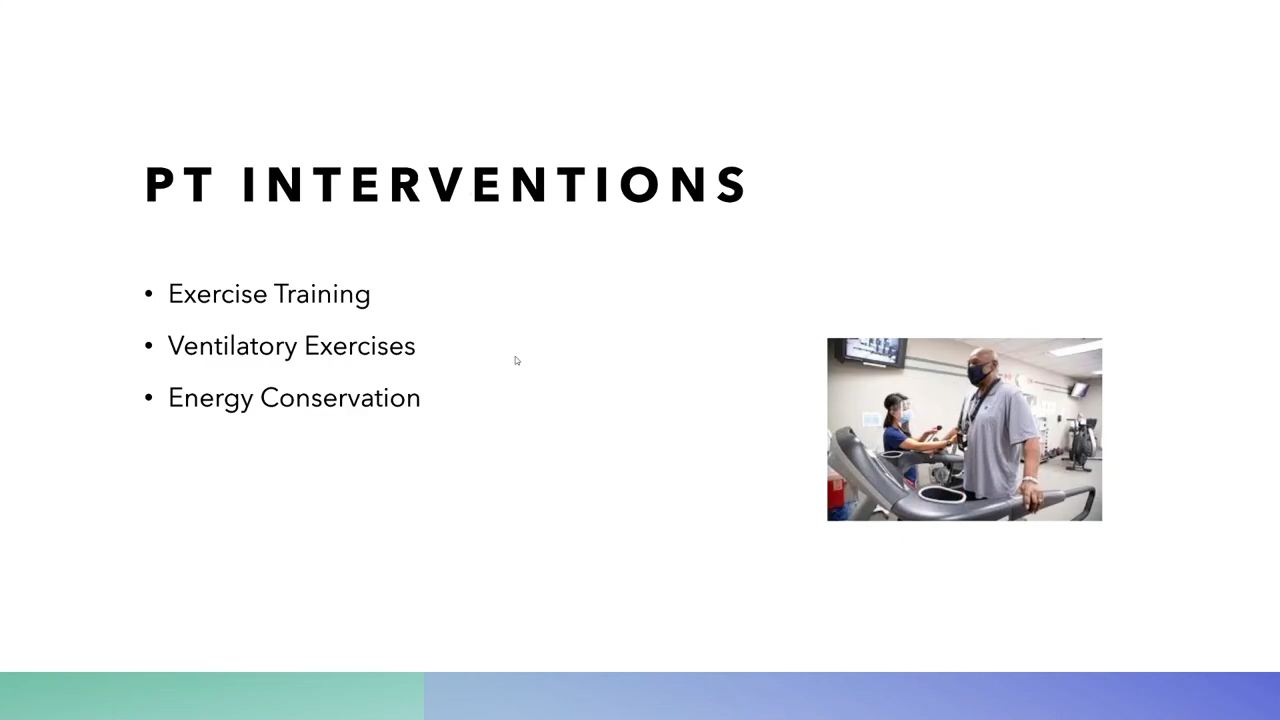 PT INTERVENTIONS
• Exercise Training
• Ventilatory Exercises
• Energy Conservation